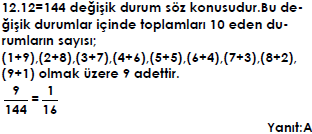 12.12=144 değişik durum söz konusudur.Bu de-
ğişik durumlar içinde toplamları 10 eden du-
rumların sayısı;
(1+9),(2+8),(3+7),(4+6),(5+5),(6+4),(7+3),(8+2),
(9+1) olmak üzere 9 adettir.
9/144 = 1/16
Yanıt:A